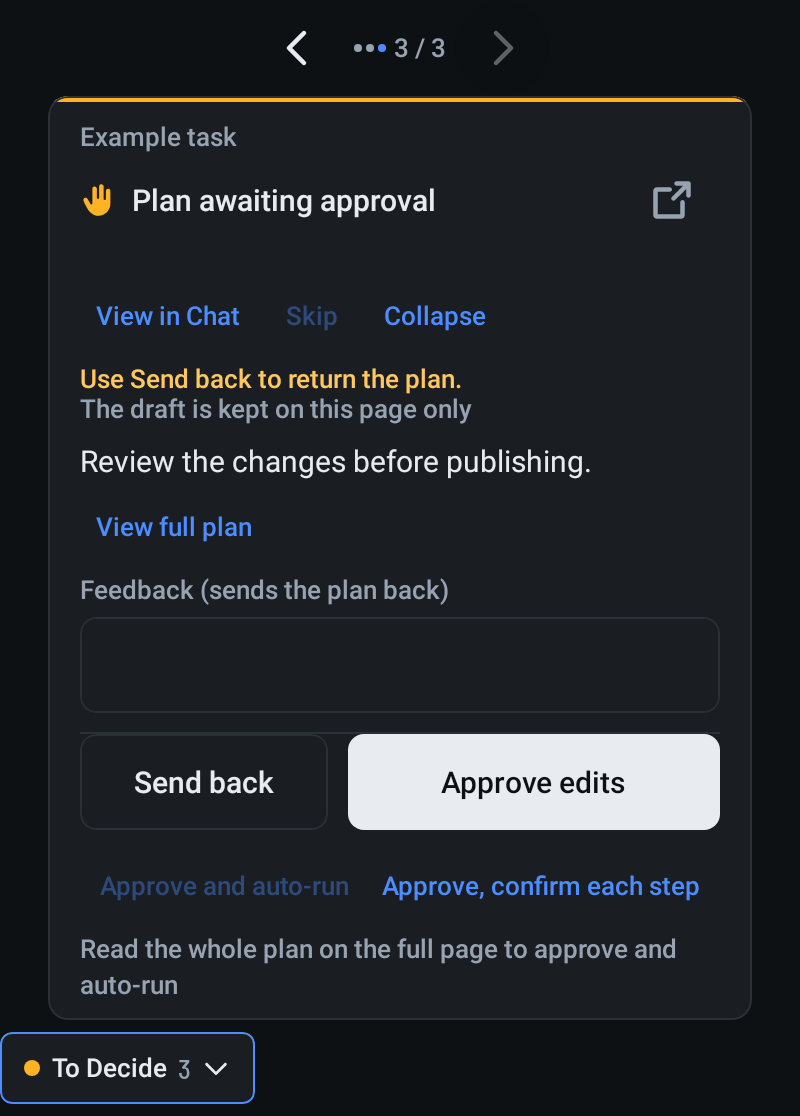 3 / 3
Example task
Plan awaiting approval
View in Chat Skip Collapse
Use Send back to return the plan.
The draft is kept on this page only
Review the changes before publishing.
View full plan
Feedback (sends the plan back)
Send back Approve edits
Approve and auto-run Approve, confirm each step
Read the whole plan on the full page to approve and
auto-run
To Decide 3